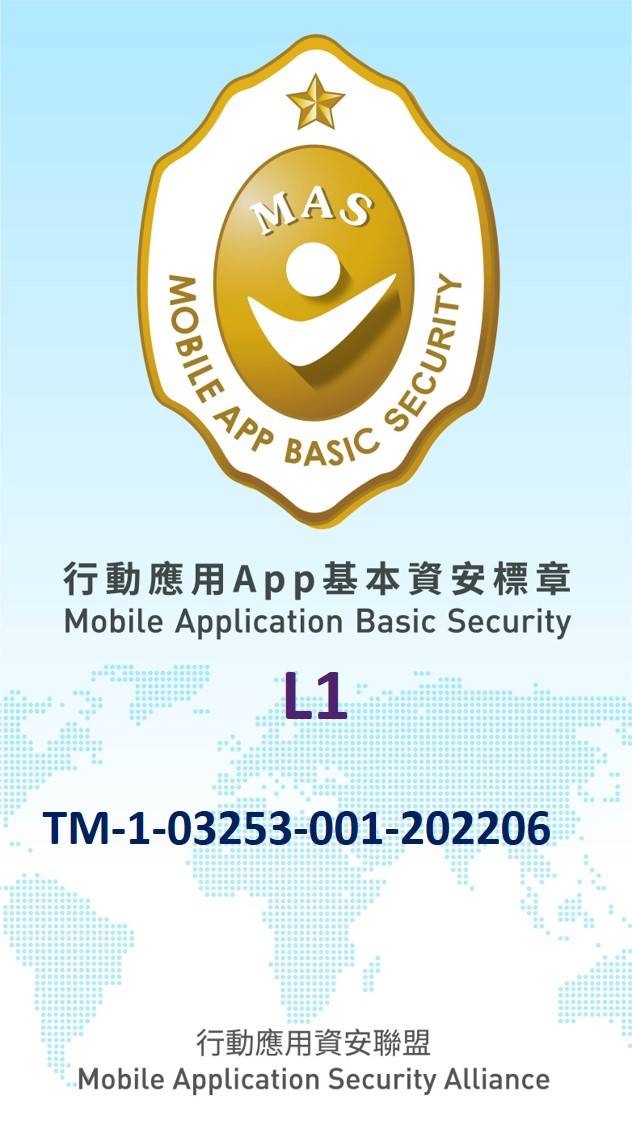 MAS
MOBILE APP BASIC SECURITY
行動應用App基本資安標章
Mobile Application Basic Security
L1
TM-1-03253-001-202206
行動應用資安聯盟
Mobile Application Security Alliance